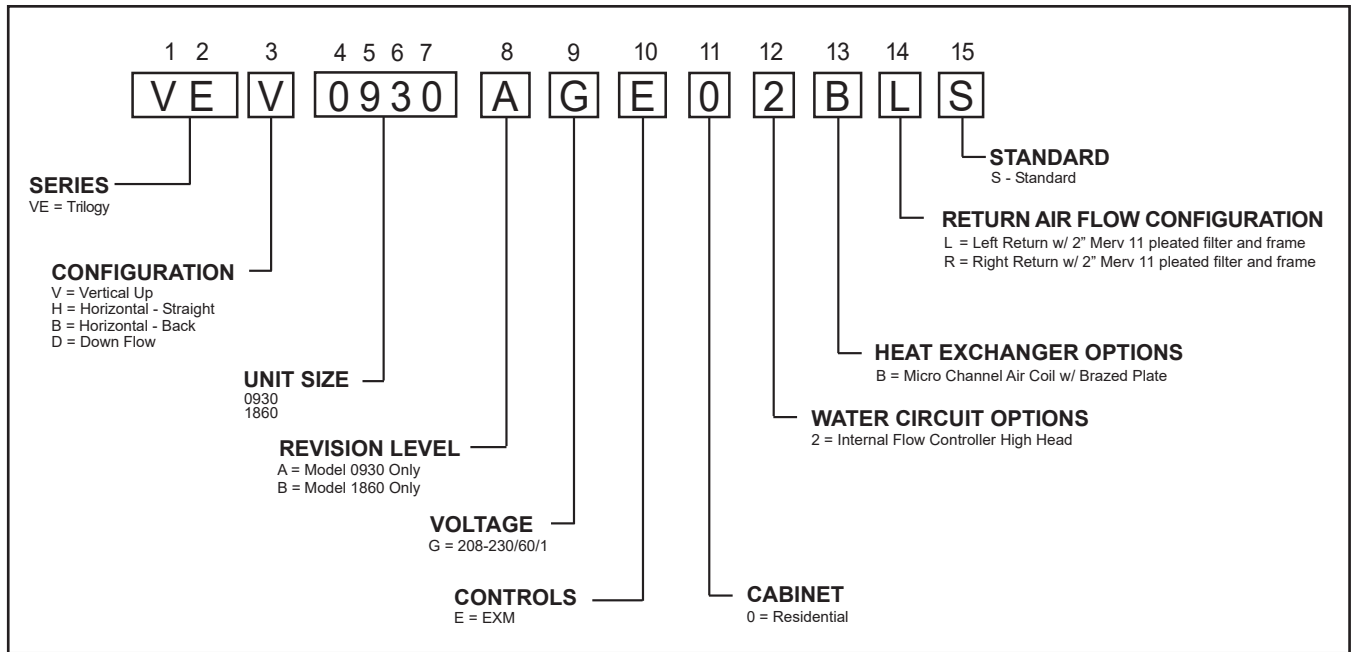 1 2 3 4 5 6 7 8 9 10 11 12 13 14 15
V E V 0 9 3 0 A G E 0 2 B L S
SERIES
VE = Trilogy
CONFIGURATION
V = Vertical Up
H = Horizontal - Straight
B = Horizontal - Back
D = Down Flow
UNIT SIZE
0930
1860
REVISION LEVEL
A = Model 0930 Only
B = Model 1860 Only
VOLTAGE
G = 208-230/60/1
CONTROLS
E = EXM
CABINET
0 = Residential
WATER CIRCUIT OPTIONS
2 = Internal Flow Controller High Head
HEAT EXCHANGER OPTIONS
B = Micro Channel Air Coil w/ Brazed Plate
RETURN AIR FLOW CONFIGURATION
L = Left Return w/ 2” Merv 11 pleated filter and frame
R = Right Return w/ 2” Merv 11 pleated filter and frame
STANDARD
S - Standard